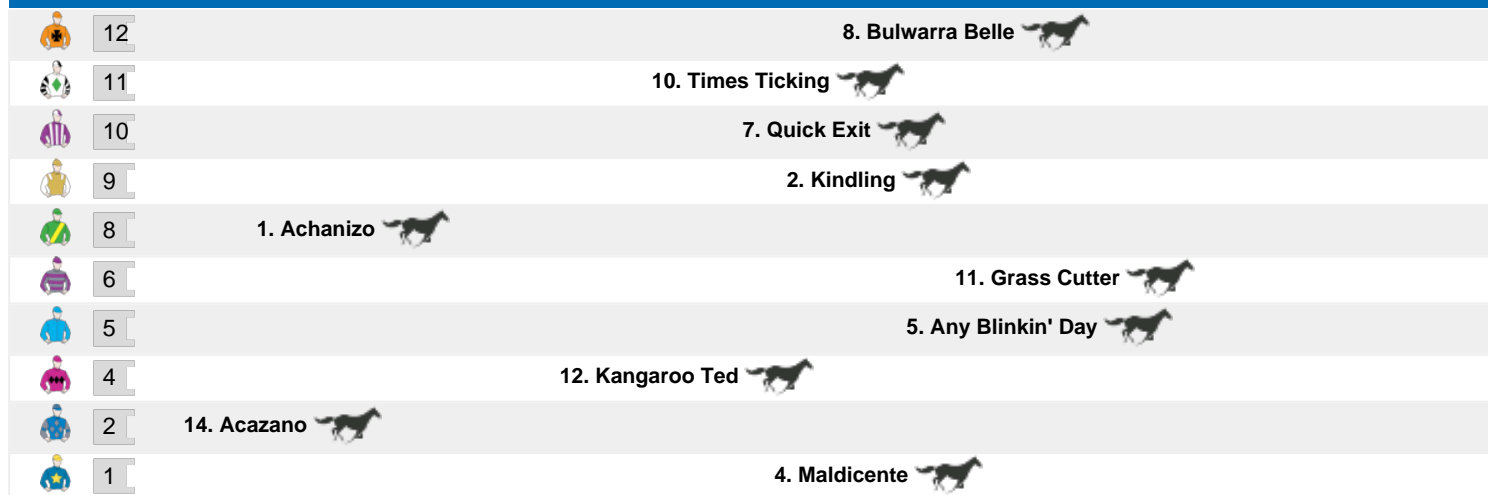 12 8. Bulwarra Belle
11 10. Times Ticking
10 7. Quick Exit
9 2. Kindling
8 1. Achanizo
6 11. Grass Cutter
5 5. Any Blinkin' Day
4 12. Kangaroo Ted
2 14. Acazano
1 4. Maldicente